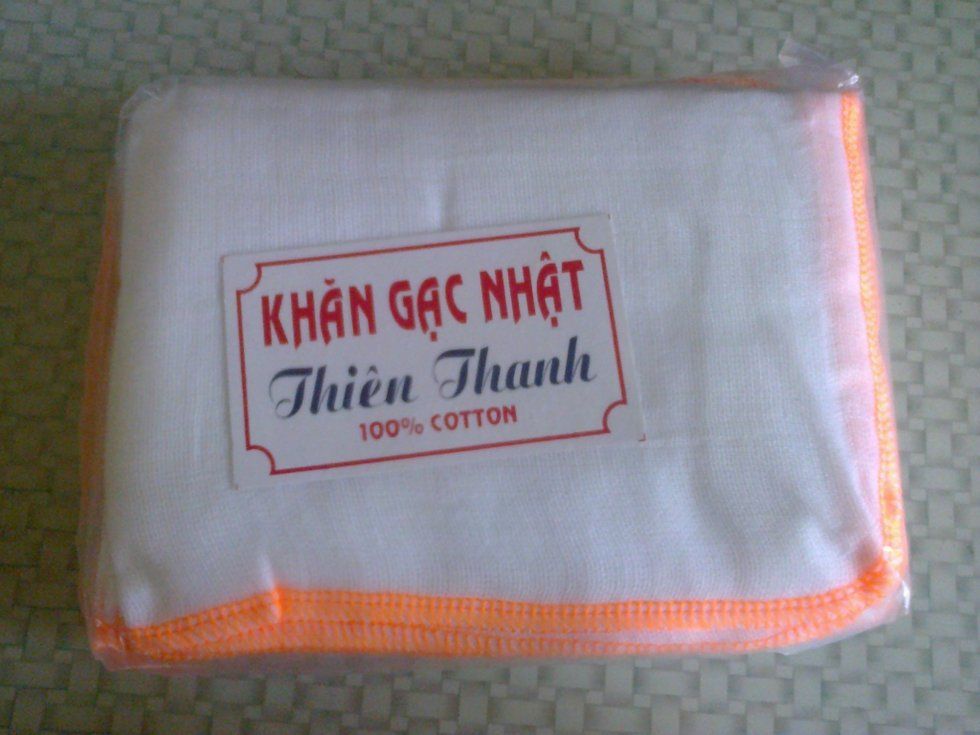 KHĂN GẠC NHẬT
Thiên Thanh
100% COTTON